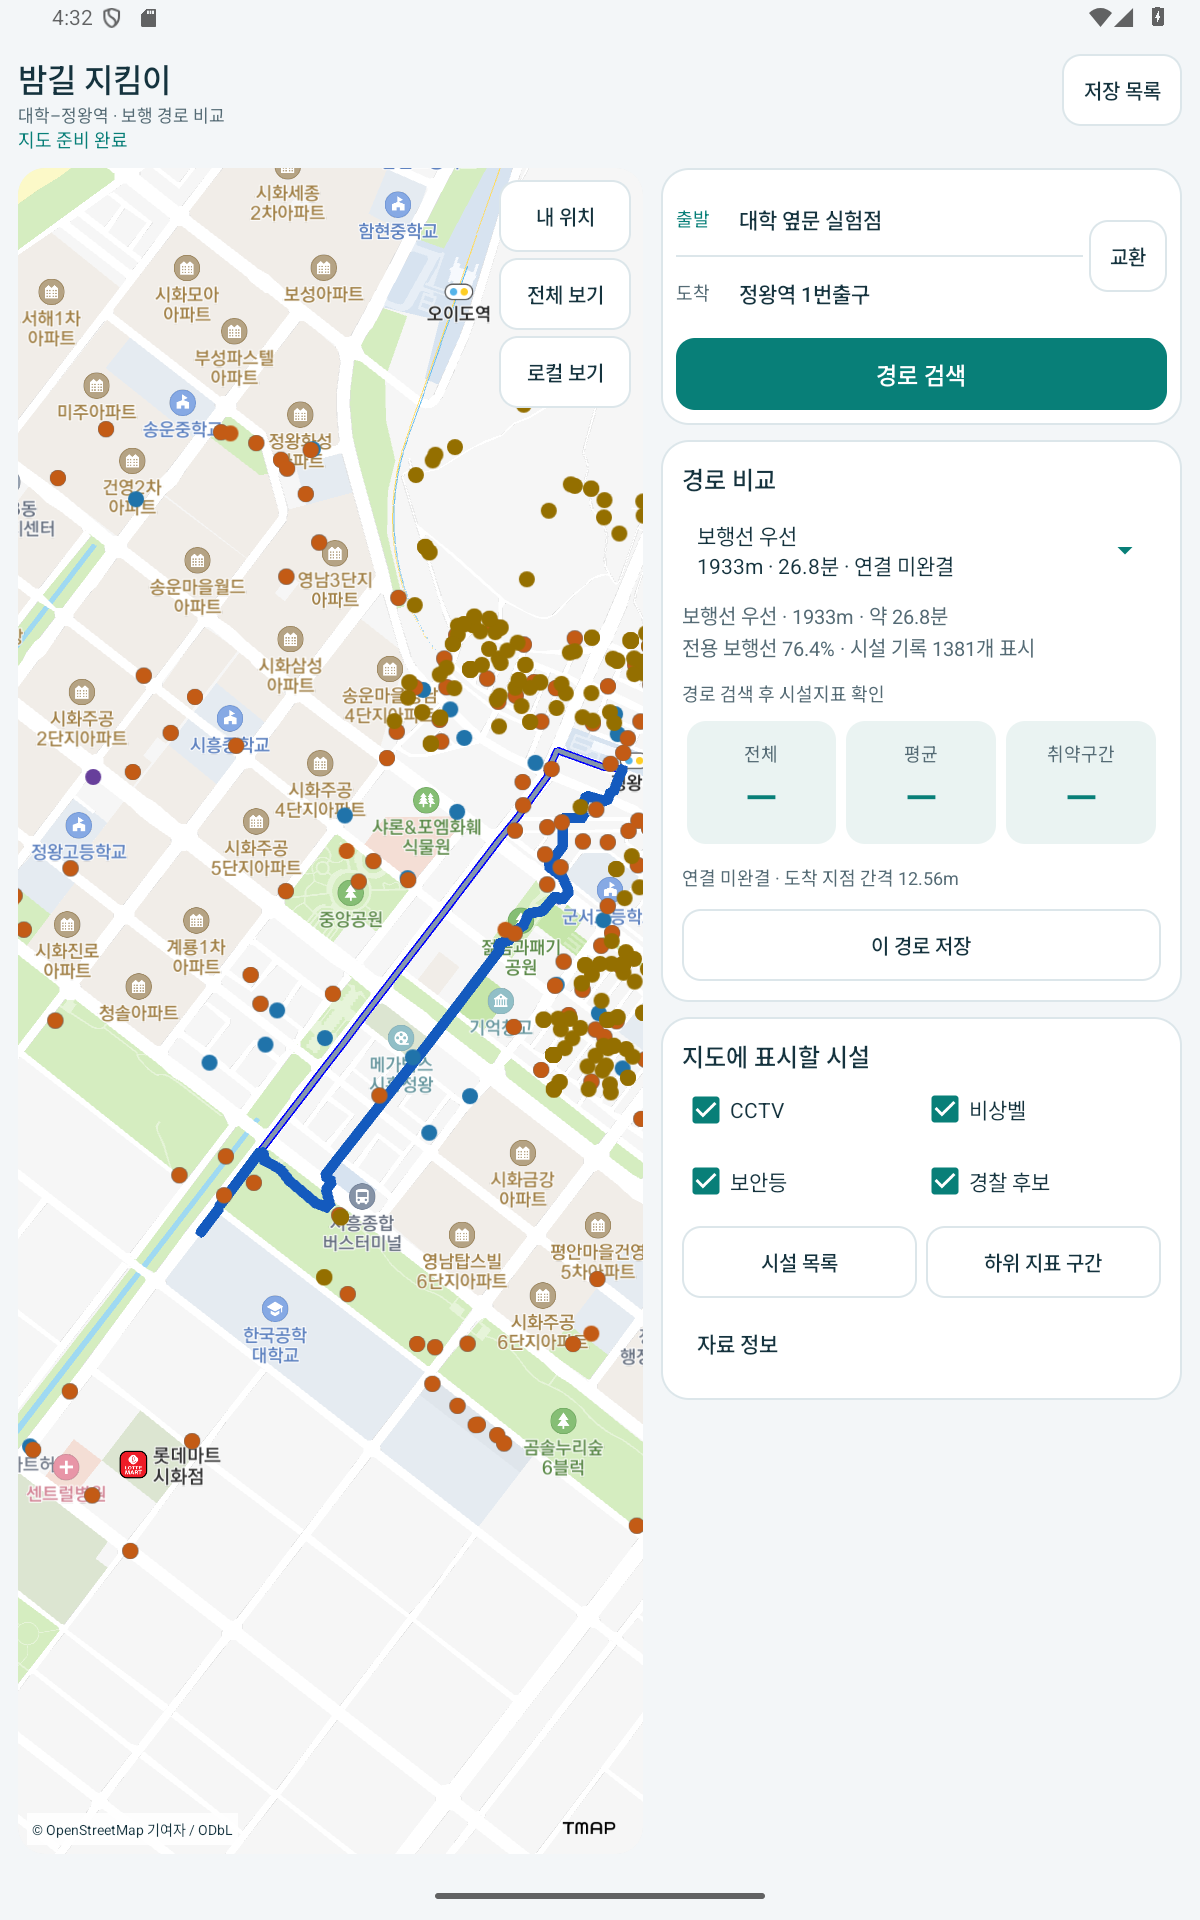 4:32
밤길 지킴이
대학–정왕역 · 보행 경로 비교
지도 준비 완료
저장 목록
시화세종
2차아파트
함현중학교
내 위치
전체 보기
로컬 보기
시화모아
아파트
보성아파트
오이도역
서해1차
아파트
부성파스텔
아파트
미주아파트
송운중학교
건영2차
아파트
센터
송운마을월드
아파트
영남3단지
아파트
시화삼성
아파트
송운마을
4단지아파트
시화주공
2단지아파트
시화주공
4단지아파트
샤론&포엠화훼
식물원
정왕고등학교
시화주공
5단지아파트
중앙공원
시화진로
아파트
계룡1차
아파트
청솔아파트
공원
시화금강
아파트
버스터미널
영남탑스빌
6단지아파트
평안마을건영
5차아파트
한국공학
대학교
시화주공
6단지아파트
곰솔누리숲
6블럭
LOTTE
MART
롯데마트
시화점
센트럴병원
© OpenStreetMap 기여자 / ODbL
TMAP
출발
대학 옆문 실험점
교환
도착
정왕역 1번출구
경로 검색
경로 비교
보행선 우선
1933m · 26.8분 · 연결 미완결
보행선 우선 · 1933m · 약 26.8분
전용 보행선 76.4% · 시설 기록 1381개 표시
경로 검색 후 시설지표 확인
전체
—
평균
—
취약구간
—
연결 미완결 · 도착 지점 간격 12.56m
이 경로 저장
지도에 표시할 시설
CCTV
비상벨
보안등
경찰 후보
시설 목록
하위 지표 구간
자료 정보